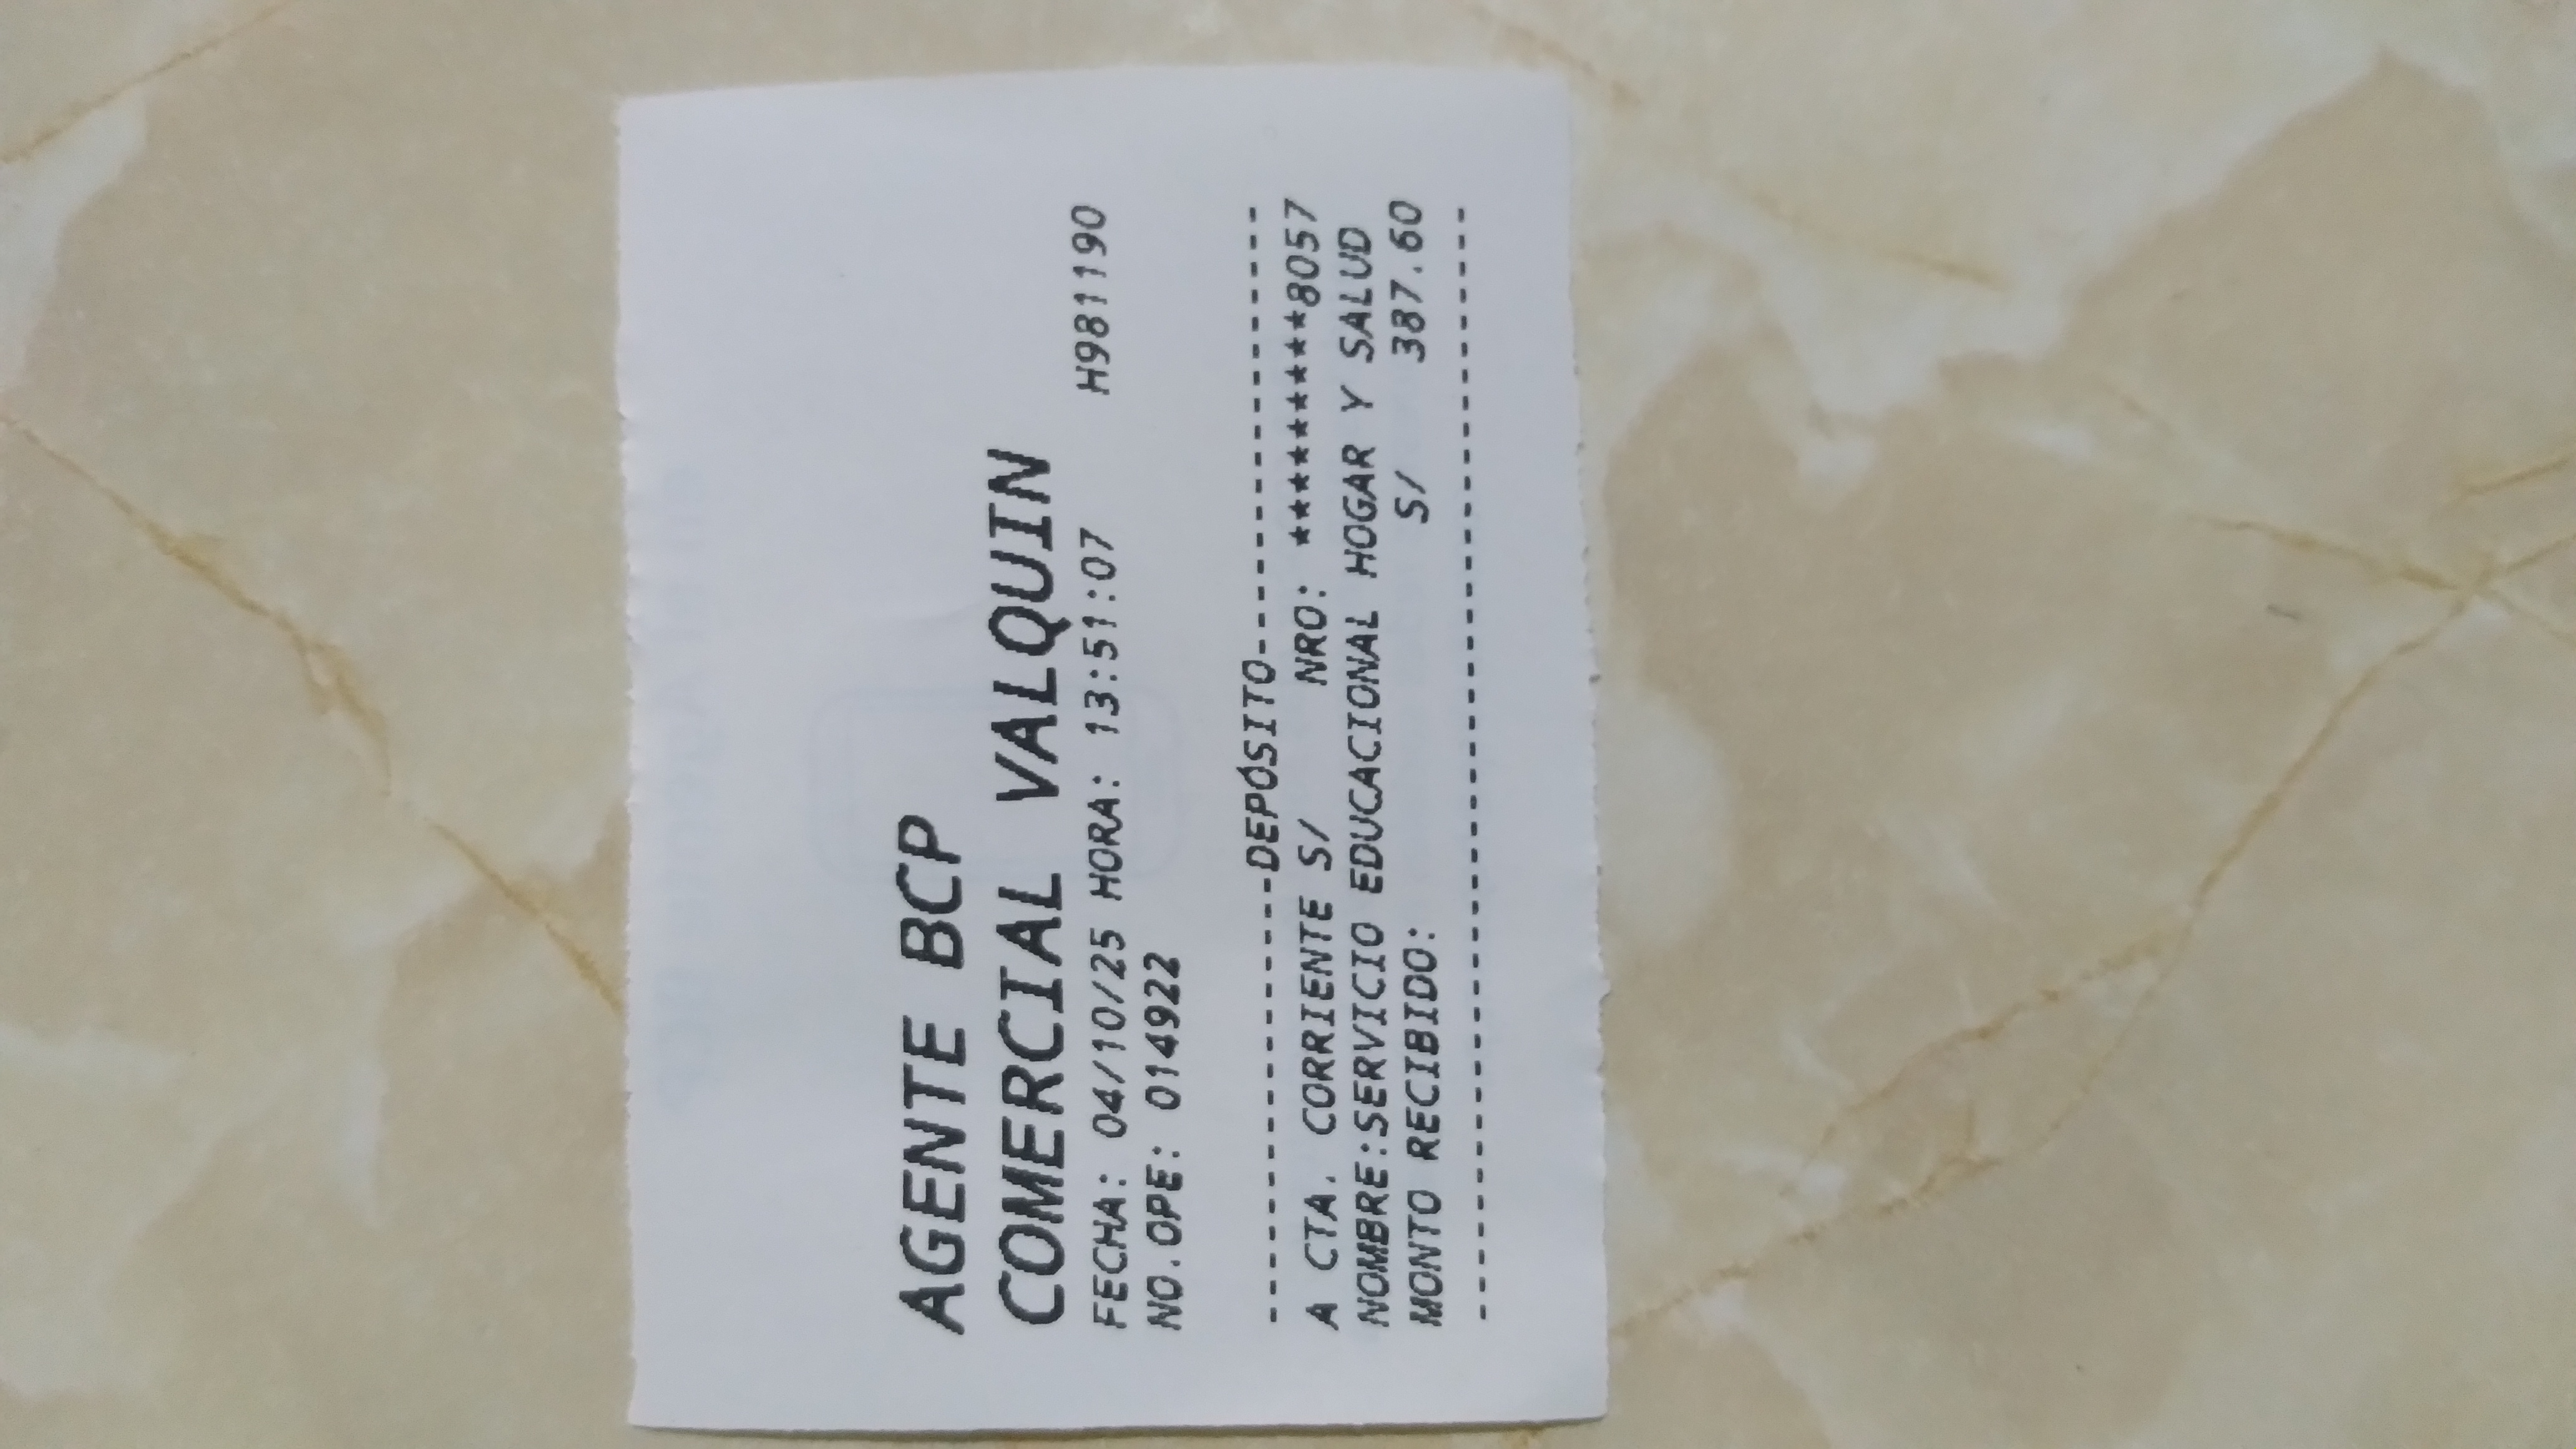 AGENTE BCP
COMERCIAL VALQUIN
FECHA: 04/10/25 HORA: 13:51:07 H981190
NO.OPE: 014922
--------DEPÓSITO--------------------
A CTA. CORRIENTE S/ NRO: **********8057
NOMBRE:SERVICIO EDUCACIONAL HOGAR Y SALUD
MONTO RECIBIDO: S/ 387.60
------------------------------------------